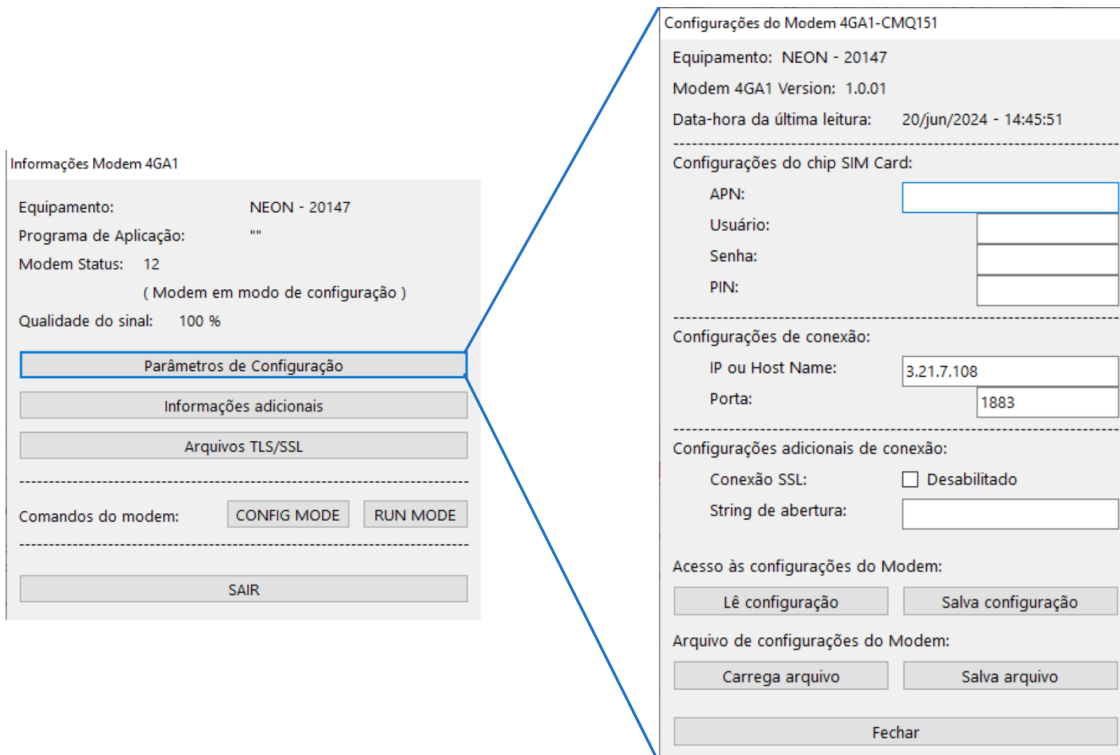 Informações Modem 4GA1
Equipamento: NEON - 20147
Programa de Aplicação: ""
Modem Status: 12
( Modem em modo de configuração )
Qualidade do sinal: 100 %
Parâmetros de Configuração
Informações adicionais
Arquivos TLS/SSL
--------------------------------------------------------------------------------
Comandos do modem: CONFIG MODE RUN MODE
--------------------------------------------------------------------------------
SAIR
Configurações do Modem 4GA1-CMQ151
Equipamento: NEON - 20147
Modem 4GA1 Version: 1.0.01
Data-hora da última leitura: 20/jun/2024 - 14:45:51
--------------------------------------------------------------------------------
Configurações do chip SIM Card:
APN:
Usuário:
Senha:
PIN:
--------------------------------------------------------------------------------
Configurações de conexão:
IP ou Host Name: 3.21.7.108
Porta: 1883
--------------------------------------------------------------------------------
Configurações adicionais de conexão:
Conexão SSL: Desabilitado
String de abertura:
Acesso às configurações do Modem:
Lê configuração Salva configuração
Arquivo de configurações do Modem:
Carrega arquivo Salva arquivo
Fechar